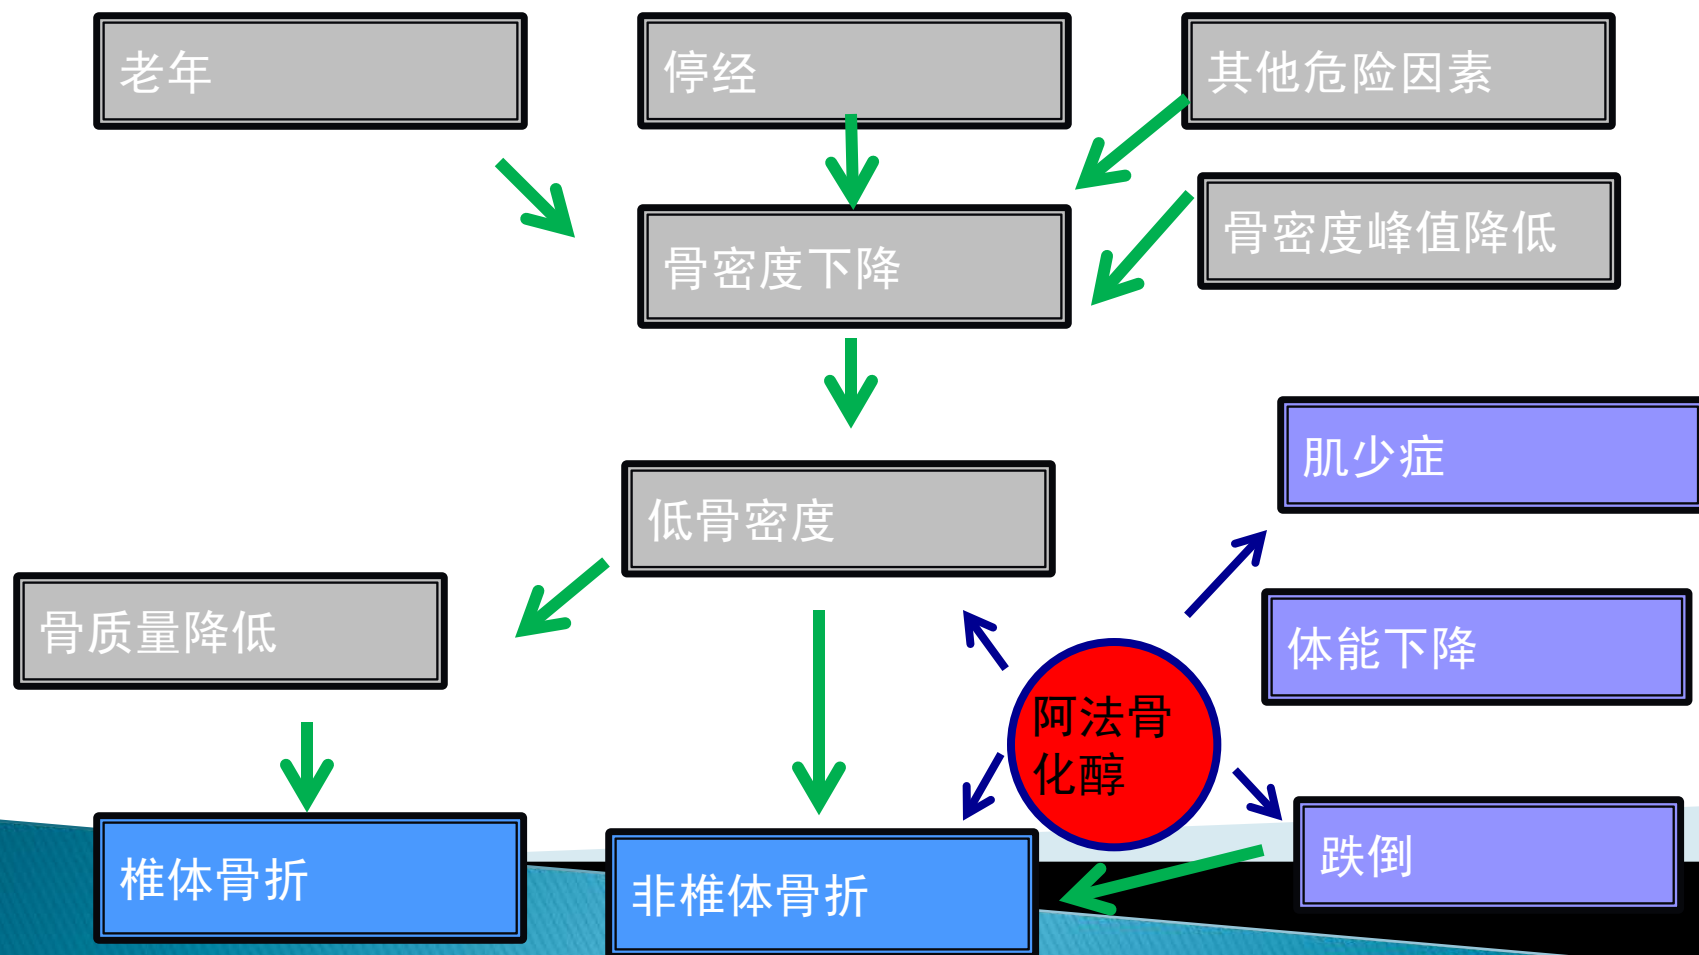 老年
停经
其他危险因素
骨密度下降
骨密度峰值降低
肌少症
低骨密度
骨质量降低
体能下降
阿法骨
化醇
椎体骨折
非椎体骨折
跌倒